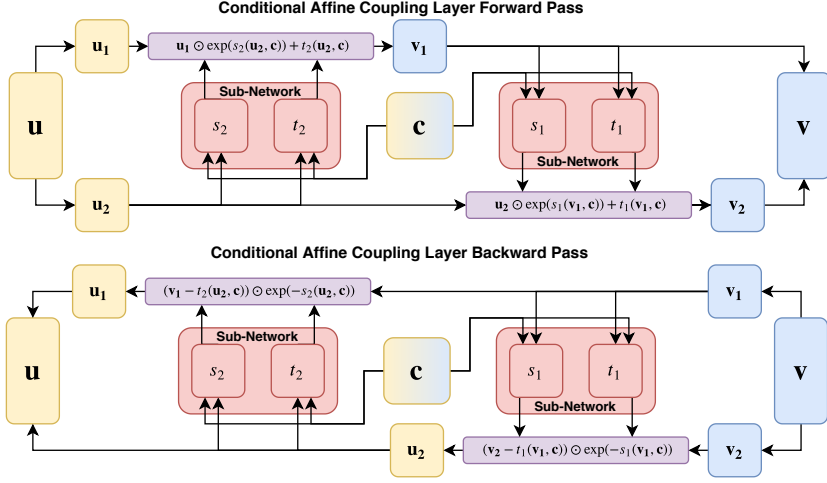 Conditional Affine Coupling Layer Forward Pass
u₁
u₁ ⊙ exp(s₂(u₂, c)) + t₂(u₂, c)
v₁
Sub-Network
u
s₂
t₂
c
s₁
t₁
v
Sub-Network
u₂
u₂ ⊙ exp(s₁(v₁, c)) + t₁(v₁, c)
v₂
Conditional Affine Coupling Layer Backward Pass
u₁
(v₁ − t₂(u₂, c)) ⊙ exp(−s₂(u₂, c))
v₁
Sub-Network
u
s₂
t₂
c
s₁
t₁
v
Sub-Network
u₂
(v₂ − t₁(v₁, c)) ⊙ exp(−s₁(v₁, c))
v₂